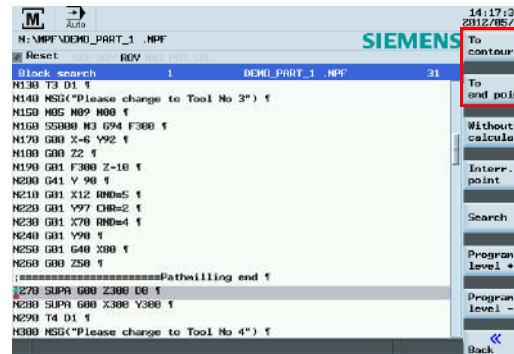 M Auto 14:17:3
2012/05/
N:\MPF\DEMO_PART_1 .MPF
SIEMENS
Reset ROV
Block search 1 DEMO_PART_1 .MPF 31
N130 T3 D1 ¶
N140 MSG("Please change to Tool No 3") ¶
N150 M05 M09 M00 ¶
N160 S5000 M3 G94 F300 ¶
N170 G00 X-6 Y92 ¶
N180 G00 Z2 ¶
N190 G01 F300 Z-10 ¶
N200 G41 Y 90 ¶
N210 G01 X12 RND=5 ¶
N220 G01 Y97 CHR=2 ¶
N230 G01 X70 RND=4 ¶
N240 G01 Y90 ¶
N250 G01 G40 X80 ¶
N260 G00 Z50 ¶
;======================Pathmilling end ¶
N270 SUPA G00 Z300 D0 ¶
N280 SUPA G00 X300 Y300 ¶
N290 T4 D1 ¶
N300 MSG("Please change to Tool No 4") ¶
To
contour
To
end poin
Without
calcula
Interr.
point
Search
Program
level +
Program
level -
«
Back